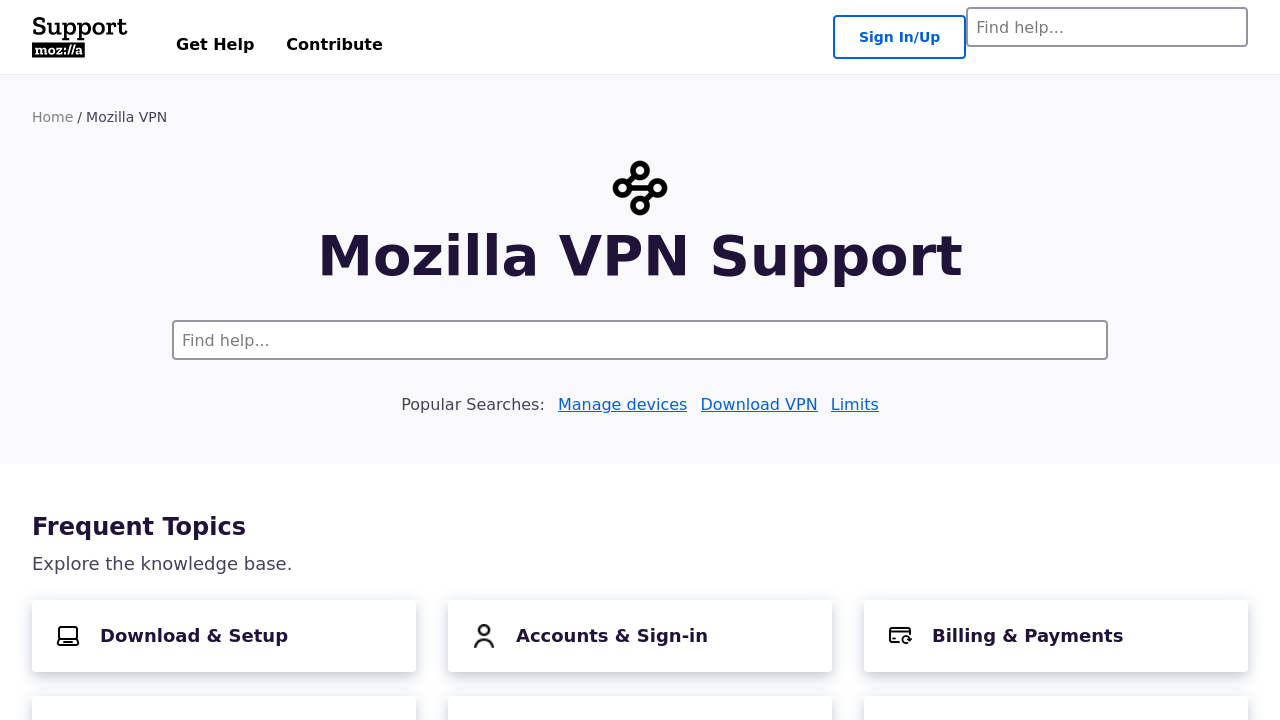 Support
moz://a
Get Help
Contribute
Sign In/Up
Find help...
Home / Mozilla VPN
Mozilla VPN Support
Find help...
Popular Searches: Manage devices Download VPN Limits
Frequent Topics
Explore the knowledge base.
Download & Setup
Accounts & Sign-in
Billing & Payments